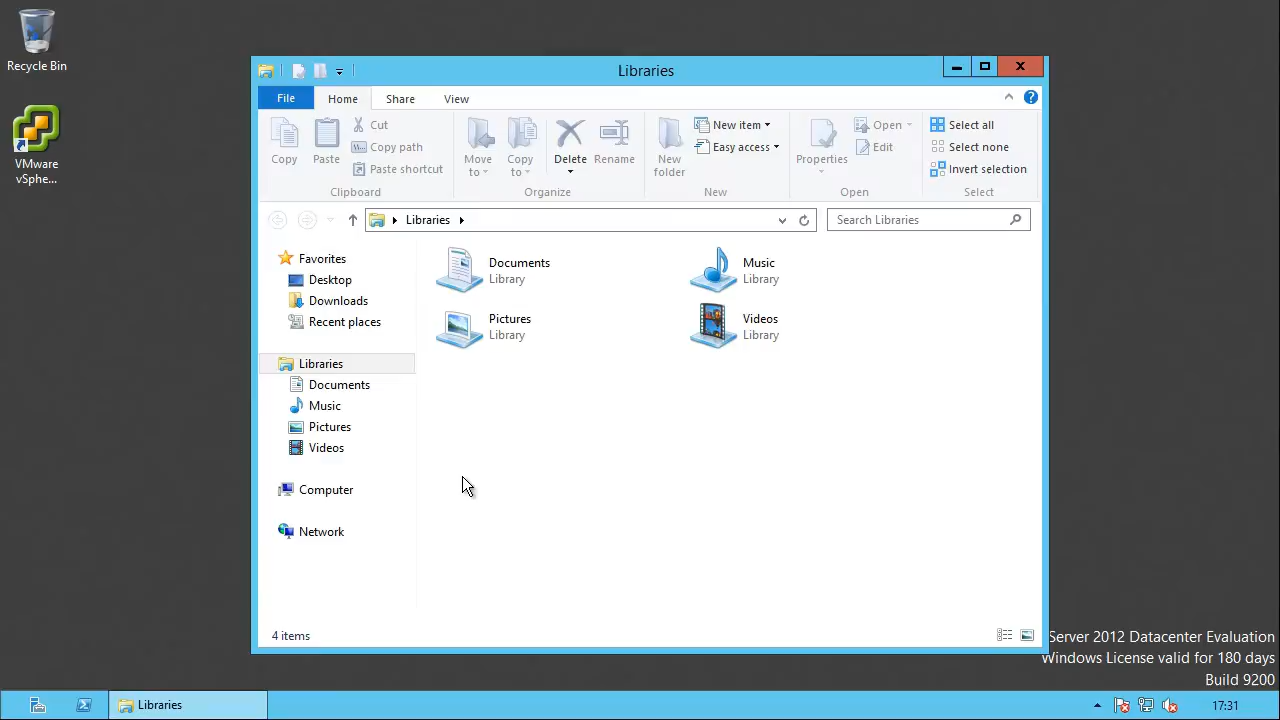 Recycle Bin
VMware
vSphe...
Libraries
File
Home
Share
View
Copy
Paste
Cut
Copy path
Paste shortcut
Clipboard
Move
to
Copy
to
Delete
Rename
Organize
New
folder
New item
Easy access
New
Properties
Open
Edit
Open
Select all
Select none
Invert selection
Select
Libraries
Search Libraries
Favorites
Desktop
Downloads
Recent places
Libraries
Documents
Music
Pictures
Videos
Computer
Network
Documents
Library
Music
Library
Pictures
Library
Videos
Library
4 items
Server 2012 Datacenter Evaluation
Windows License valid for 180 days
Build 9200
Libraries
17:31